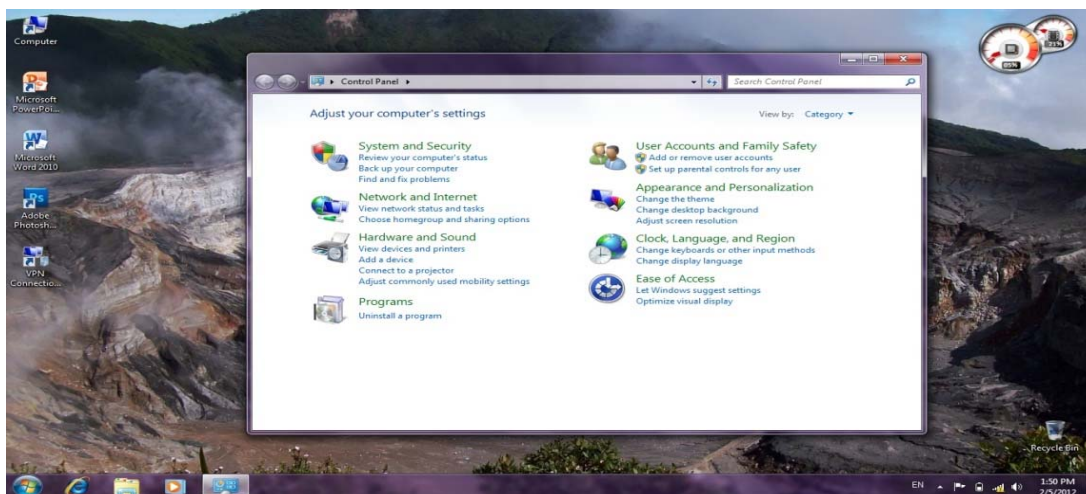 Computer
Microsoft
PowerPoi...
Microsoft
Word 2010
Adobe
Photosh...
VPN
Connectio...
Control Panel
Search Control Panel
Adjust your computer's settings
View by: Category
System and Security
Review your computer's status
Back up your computer
Find and fix problems
Network and Internet
View network status and tasks
Choose homegroup and sharing options
Hardware and Sound
View devices and printers
Add a device
Connect to a projector
Adjust commonly used mobility settings
Programs
Uninstall a program
User Accounts and Family Safety
Add or remove user accounts
Set up parental controls for any user
Appearance and Personalization
Change the theme
Change desktop background
Adjust screen resolution
Clock, Language, and Region
Change keyboards or other input methods
Change display language
Ease of Access
Let Windows suggest settings
Optimize visual display
85%
Recycle Bin
EN
1:50 PM
2/5/2012